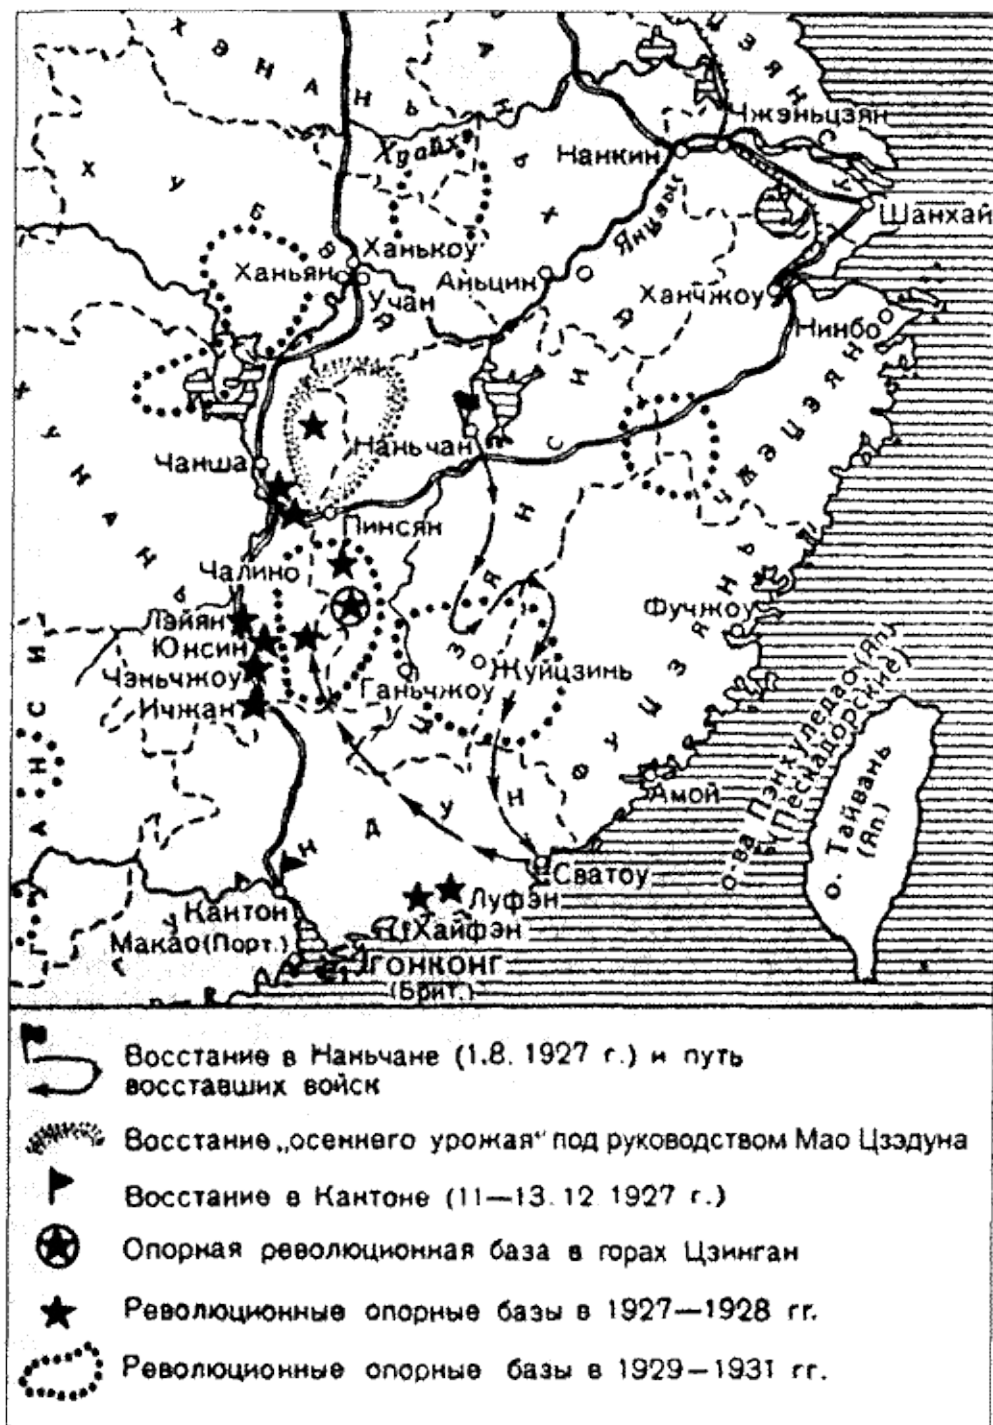 Хуайхэ
Чжэньцзян
Нанкин
Янцзы
Шанхай
Ханькоу
Ханьян
Учан
Аньцин
Ханчжоу
Нинбо
ЧЖЭЦЗЯН
ХЭНАНЬ
ХУБЭЙ
ХУНАНЬ
АНЬХУЭЙ
Чанша
Наньчан
Пинсян
Чалино
Лэйян
Юнсин
Чэньчжоу
Ичжан
Ганьчжоу
Жуйцзинь
Фучжоу
ЦЗЯНСИ
ФУЦЗЯНЬ
ГУАНСИ
ГУАНДУН
Амой
о-ва Пэнхуледао (Яп.)
(Пескадорские)
о. Тайвань
(Яп.)
Сватоу
Луфэн
Хайфэн
Кантон
Макао (Порт.)
ГОНКОНГ
(Брит.)
Восстание в Наньчане (1.8. 1927 г.) и путь
восставших войск
Восстание „осеннего урожая“ под руководством Мао Цзэдуна
Восстание в Кантоне (11—13.12 1927 г.)
Опорная революционная база в горах Цзинган
Революционные опорные базы в 1927—1928 гг.
Революционные опорные базы в 1929—1931 гг.